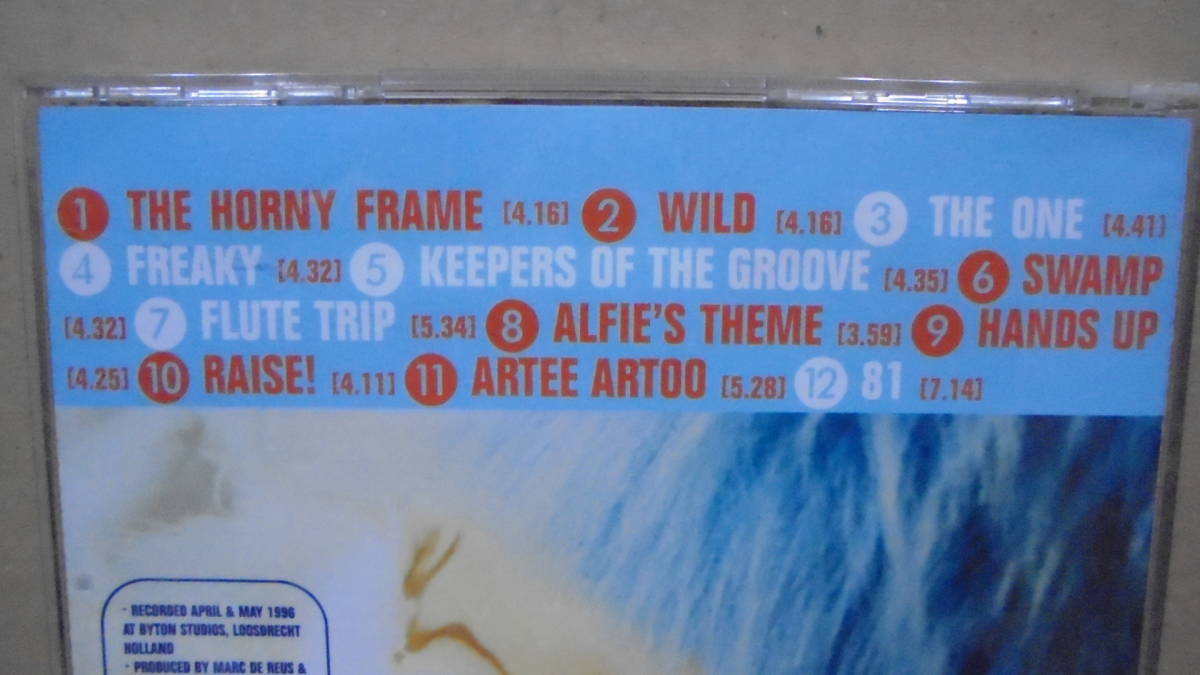 1 THE HORNY FRAME [4.16] 2 WILD [4.16] 3 THE ONE [4.41]
4 FREAKY [4.32] 5 KEEPERS OF THE GROOVE [4.35] 6 SWAMP
[4.32] 7 FLUTE TRIP [5.34] 8 ALFIE'S THEME [3.59] 9 HANDS UP
[4.25] 10 RAISE! [4.11] 11 ARTEE ARTOO [5.28] 12 81 [7.14]
- RECORDED APRIL & MAY 1996
AT BYTON STUDIOS, LOOSDRECHT
HOLLAND
- PRODUCED BY MARC DE REUS &